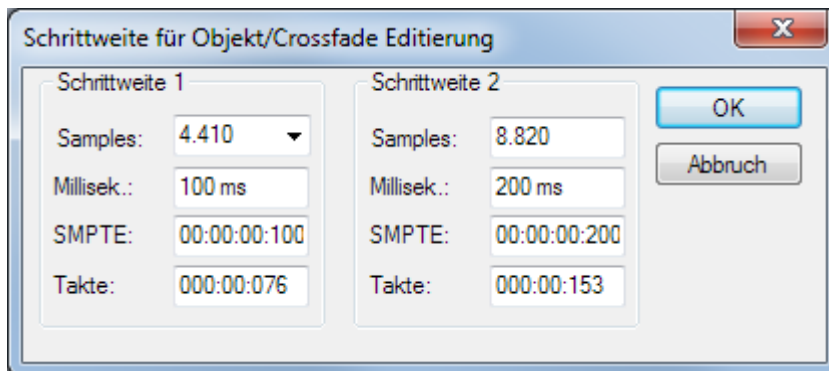 Schrittweite für Objekt/Crossfade Editierung
Schrittweite 1
Samples: 4.410
Millisek.: 100 ms
SMPTE: 00:00:00:100
Takte: 000:00:076
Schrittweite 2
Samples: 8.820
Millisek.: 200 ms
SMPTE: 00:00:00:200
Takte: 000:00:153
OK
Abbruch